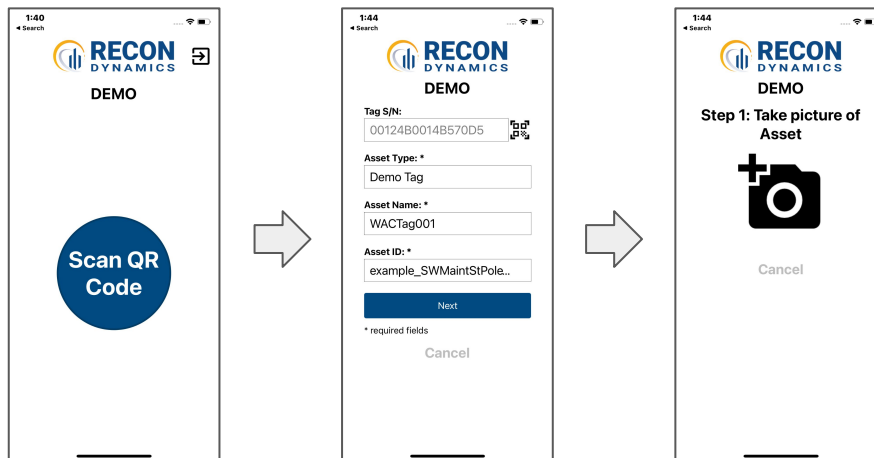 1:40
◀ Search
RECON
DYNAMICS
DEMO
Scan QR
Code
1:44
◀ Search
RECON
DYNAMICS
DEMO
Tag S/N:
00124B0014B570D5
Asset Type: *
Demo Tag
Asset Name: *
WACTag001
Asset ID: *
example_SWMaintStPole...
Next
* required fields
Cancel
1:44
◀ Search
RECON
DYNAMICS
DEMO
Step 1: Take picture of
Asset
Cancel